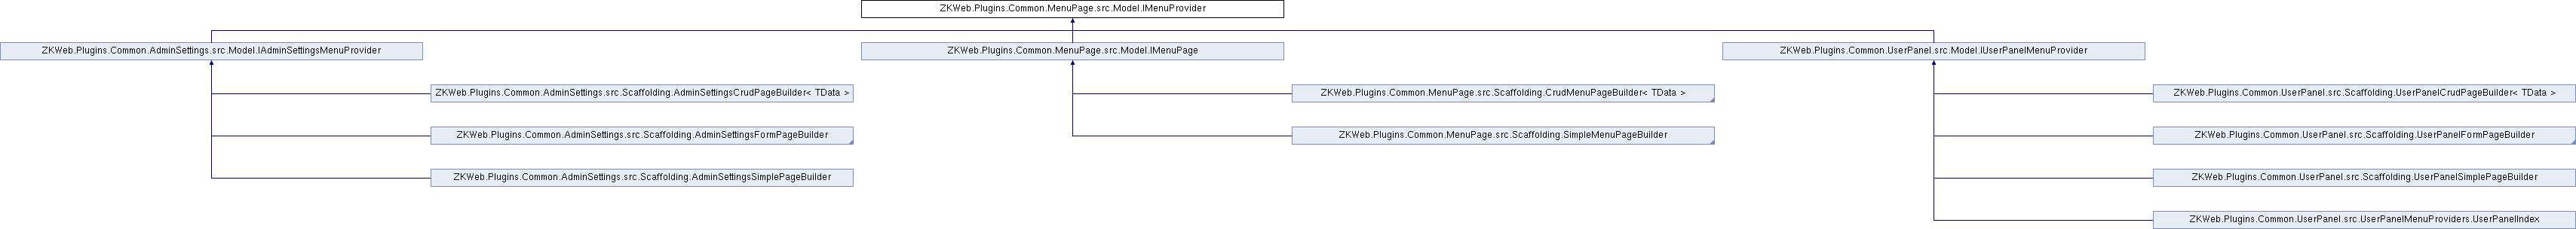 ZKWeb.Plugins.Common.MenuPage.src.Model.IMenuProvider
ZKWeb.Plugins.Common.AdminSettings.src.Model.IAdminSettingsMenuProvider
ZKWeb.Plugins.Common.MenuPage.src.Model.IMenuPage
ZKWeb.Plugins.Common.UserPanel.src.Model.IUserPanelMenuProvider
ZKWeb.Plugins.Common.AdminSettings.src.Scaffolding.AdminSettingsCrudPageBuilder< TData >
ZKWeb.Plugins.Common.MenuPage.src.Scaffolding.CrudMenuPageBuilder< TData >
ZKWeb.Plugins.Common.UserPanel.src.Scaffolding.UserPanelCrudPageBuilder< TData >
ZKWeb.Plugins.Common.AdminSettings.src.Scaffolding.AdminSettingsFormPageBuilder
ZKWeb.Plugins.Common.MenuPage.src.Scaffolding.SimpleMenuPageBuilder
ZKWeb.Plugins.Common.UserPanel.src.Scaffolding.UserPanelFormPageBuilder
ZKWeb.Plugins.Common.AdminSettings.src.Scaffolding.AdminSettingsSimplePageBuilder
ZKWeb.Plugins.Common.UserPanel.src.Scaffolding.UserPanelSimplePageBuilder
ZKWeb.Plugins.Common.UserPanel.src.UserPanelMenuProviders.UserPanelIndex